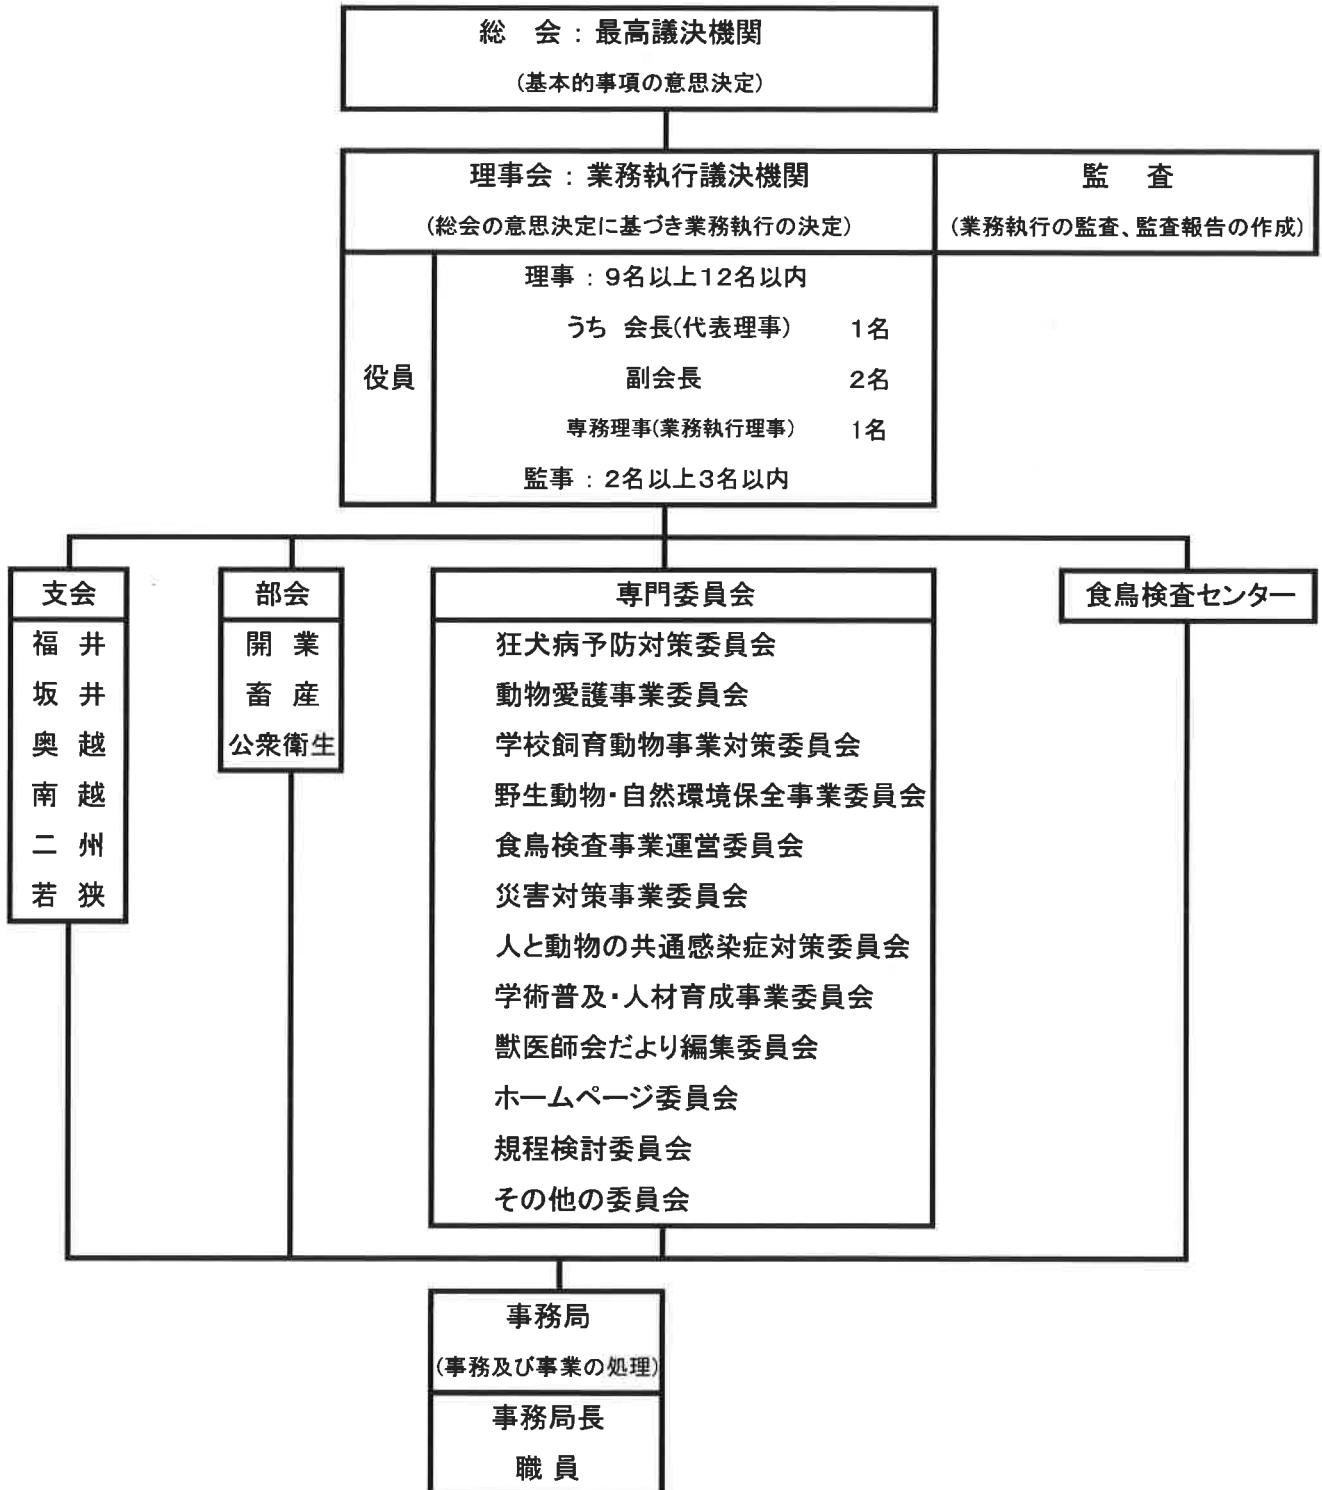 総　会：最高議決機関
(基本的事項の意思決定)
理事会：業務執行議決機関
(総会の意思決定に基づき業務執行の決定)
監　査
(業務執行の監査、監査報告の作成)
役員
理事：9名以上12名以内
うち 会長(代表理事)　1名
副会長　2名
専務理事(業務執行理事)　1名
監事：2名以上3名以内
支会
福 井
坂 井
奥 越
南 越
二 州
若 狭
部会
開 業
畜 産
公衆衛生
専門委員会
狂犬病予防対策委員会
動物愛護事業委員会
学校飼育動物事業対策委員会
野生動物・自然環境保全事業委員会
食鳥検査事業運営委員会
災害対策事業委員会
人と動物の共通感染症対策委員会
学術普及・人材育成事業委員会
獣医師会だより編集委員会
ホームページ委員会
規程検討委員会
その他の委員会
食鳥検査センター
事務局
(事務及び事業の処理)
事務局長
職 員